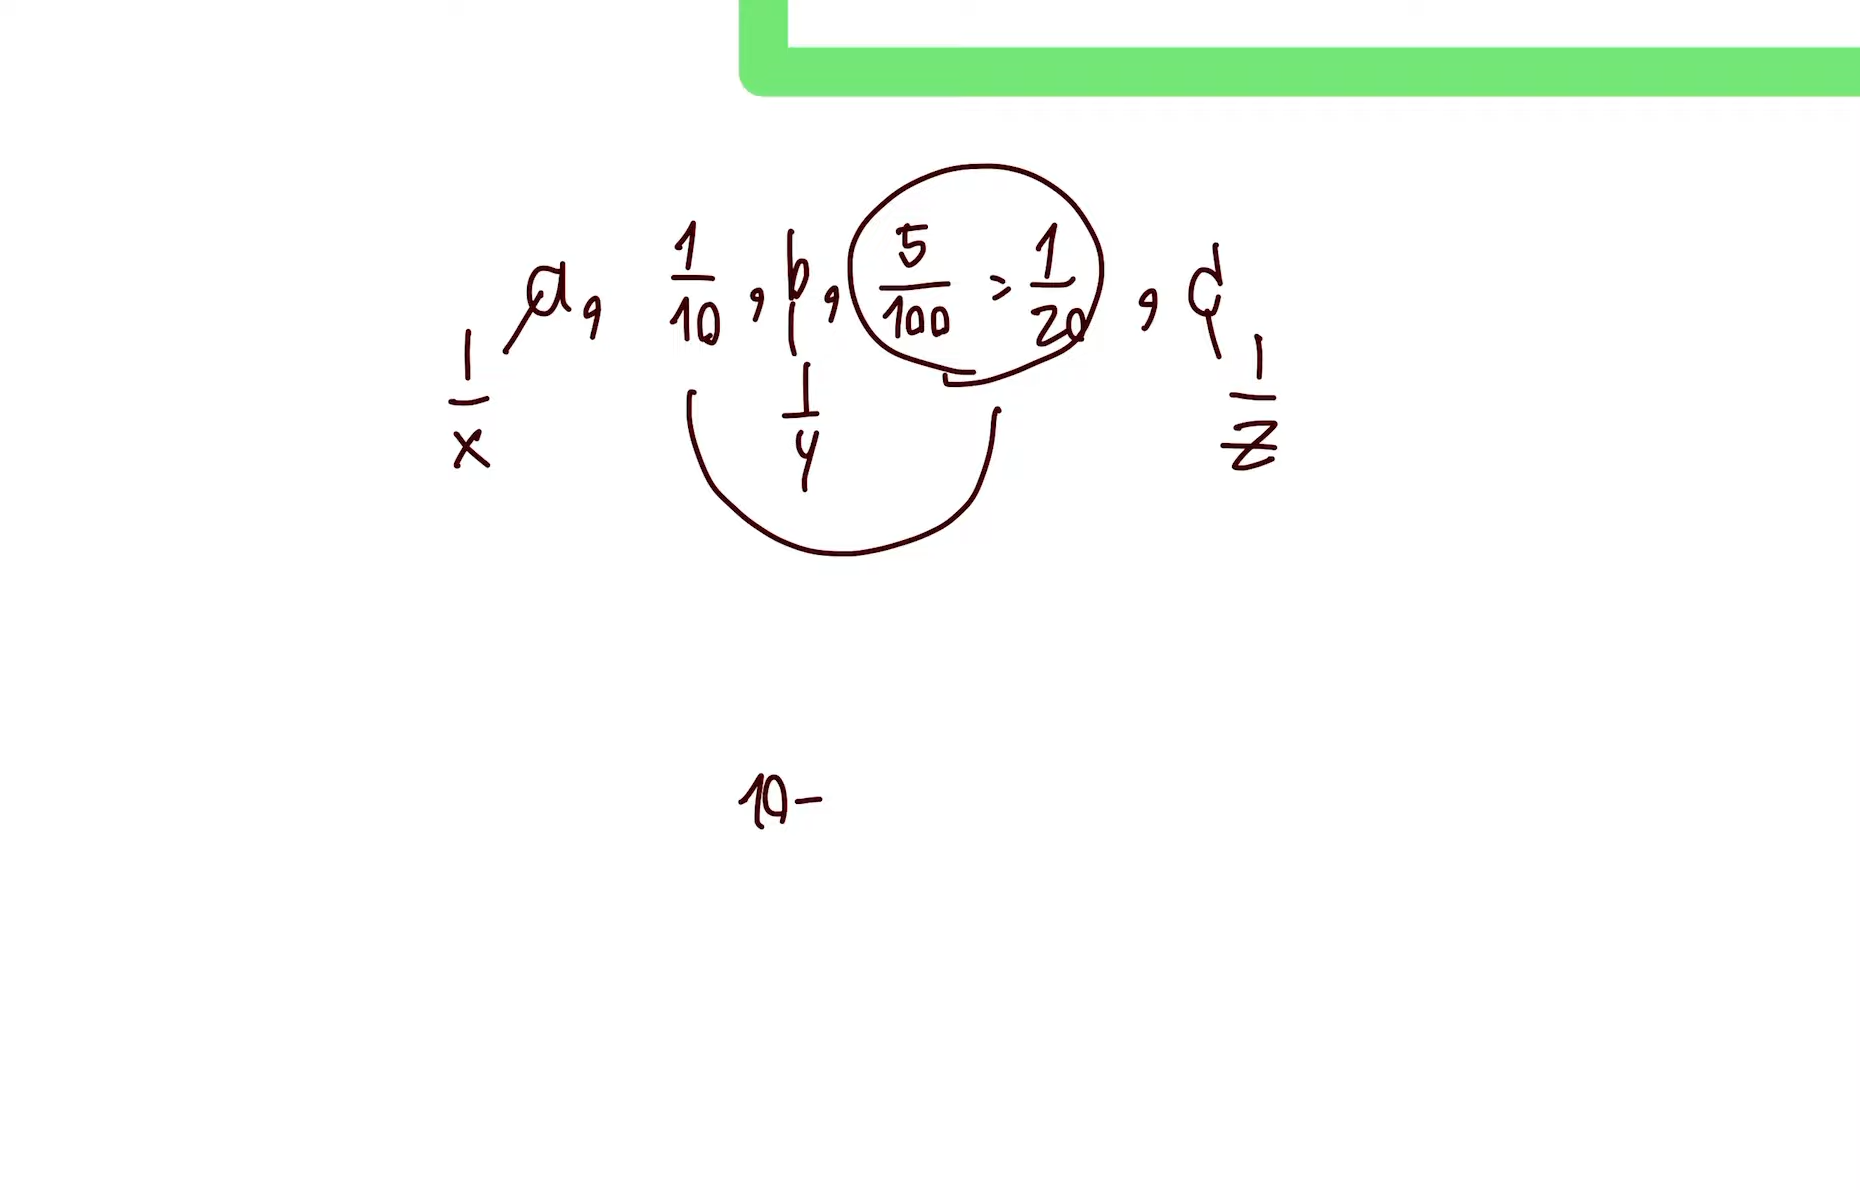 a, 1/10, b, 5/100 = 1/20, d
1/x 1/y 1/z
10-